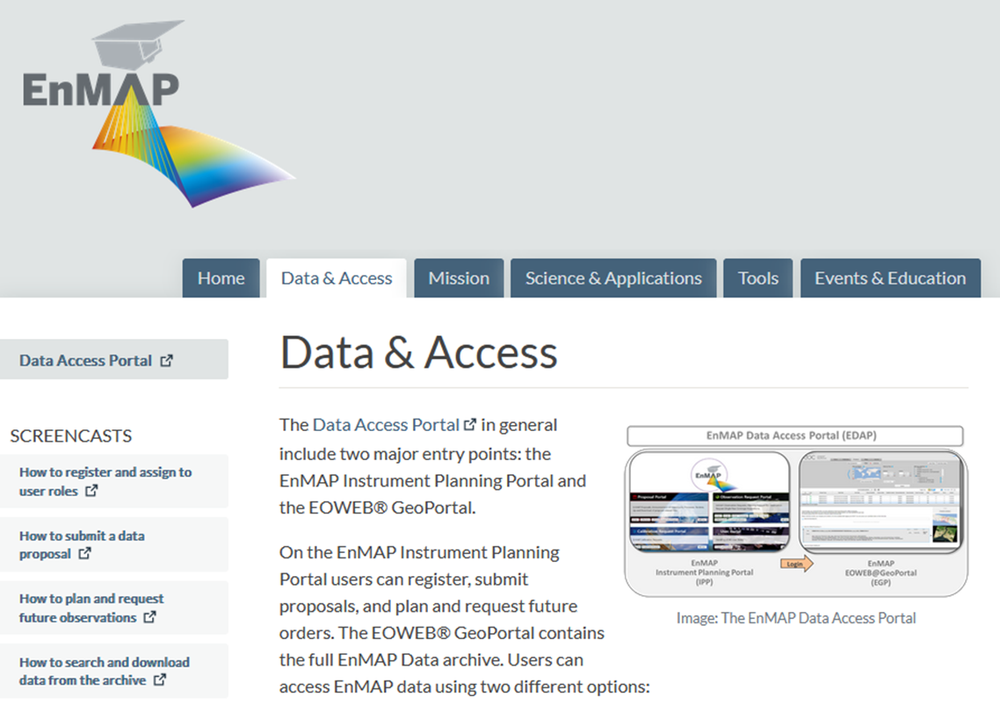 EnMAP
Home
Data & Access
Mission
Science & Applications
Tools
Events & Education
Data Access Portal
SCREENCASTS
How to register and assign to
user roles
How to submit a data
proposal
How to plan and request
future observations
How to search and download
data from the archive
Data & Access
The Data Access Portal in general
include two major entry points: the
EnMAP Instrument Planning Portal and
the EOWEB® GeoPortal.
On the EnMAP Instrument Planning
Portal users can register, submit
proposals, and plan and request future
orders. The EOWEB® GeoPortal contains
the full EnMAP Data archive. Users can
access EnMAP data using two different options:
EnMAP Data Access Portal (EDAP)
EnMAP
Proposal Portal
Observation Request Portal
Calibration Request Portal
EnMAP
Instrument Planning Portal
(IPP)
Login
EnMAP
EOWEB@GeoPortal
(EGP)
Image: The EnMAP Data Access Portal